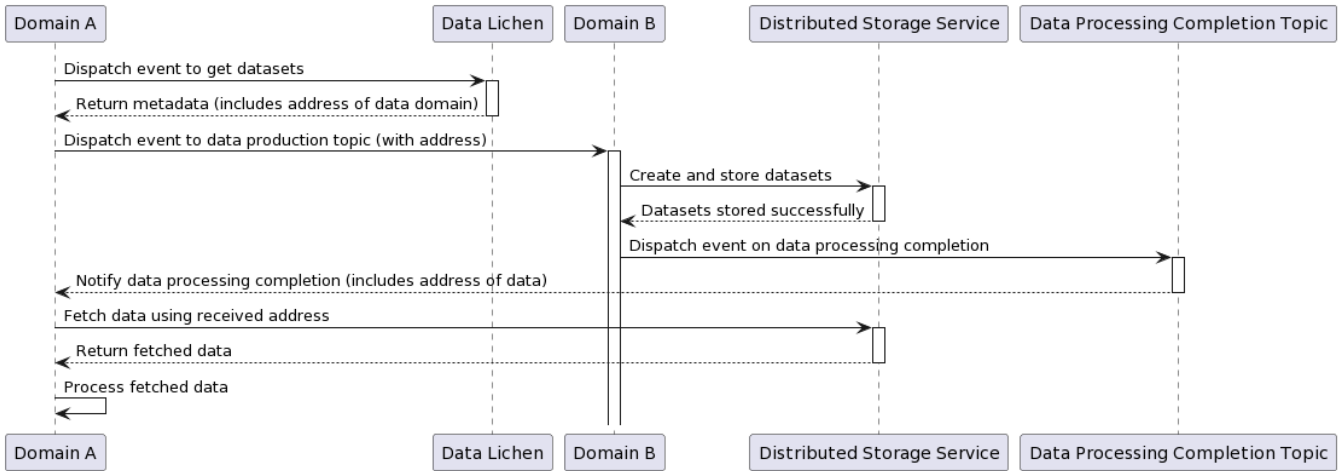 Domain A
Data Lichen
Domain B
Distributed Storage Service
Data Processing Completion Topic
Dispatch event to get datasets
Return metadata (includes address of data domain)
Dispatch event to data production topic (with address)
Create and store datasets
Datasets stored successfully
Dispatch event on data processing completion
Notify data processing completion (includes address of data)
Fetch data using received address
Return fetched data
Process fetched data
Domain A
Data Lichen
Domain B
Distributed Storage Service
Data Processing Completion Topic